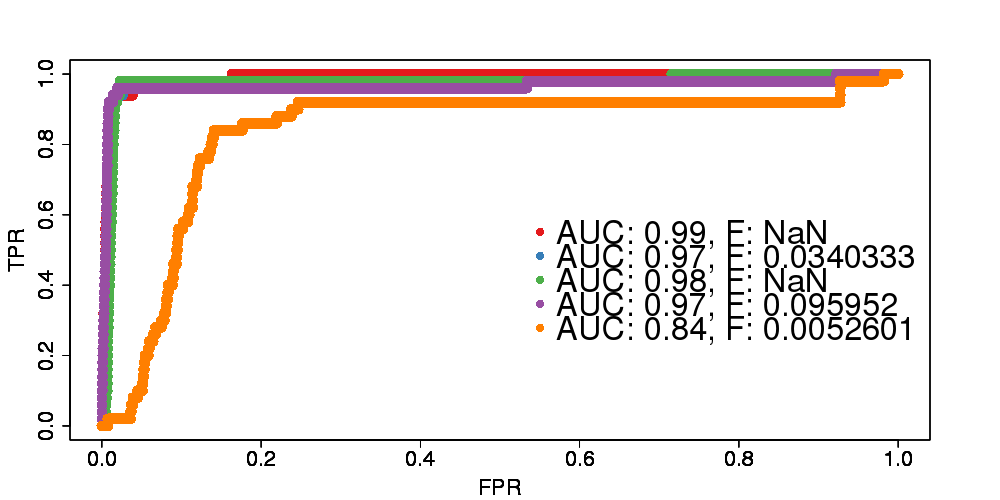 TPR
1.0
0.8
0.6
0.4
0.2
0.0
AUC: 0.99, F: NaN
AUC: 0.97, F: 0.0340333
AUC: 0.98, F: NaN
AUC: 0.97, F: 0.095952
AUC: 0.84, F: 0.0052601
0.0 0.2 0.4 0.6 0.8 1.0
FPR